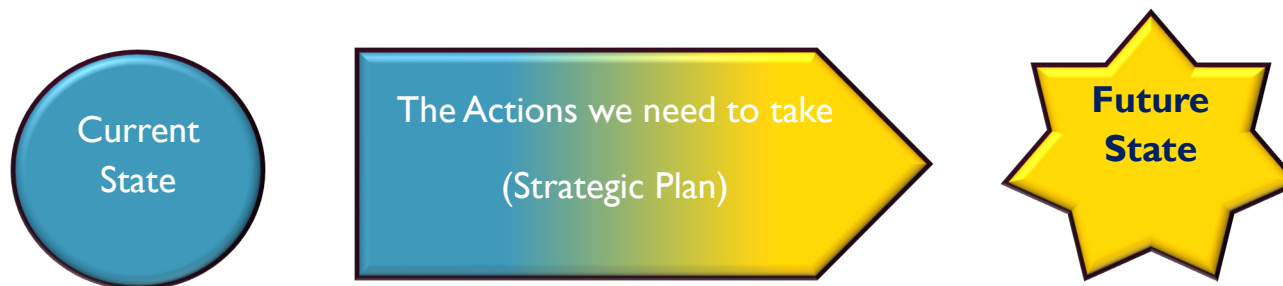 Current
State
The Actions we need to take
(Strategic Plan)
Future
State